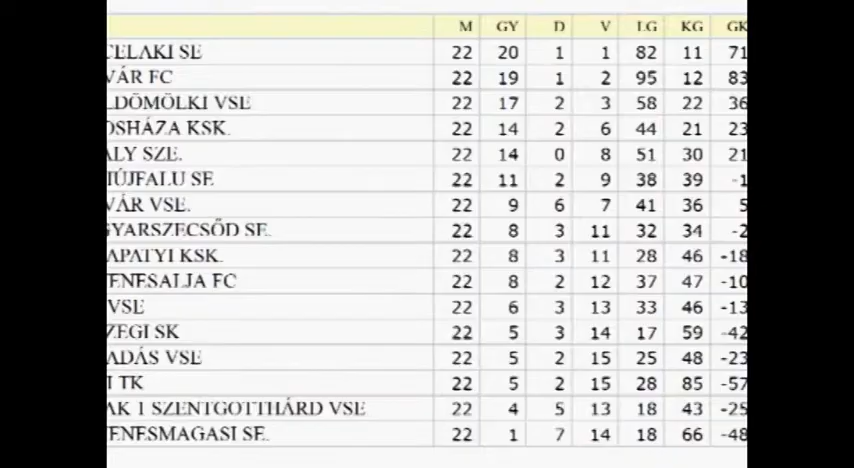 M GY D V LG KG GK
CELAKI SE 22 20 1 1 82 11 71
VÁR FC 22 19 1 2 95 12 83
LDÖMÖLKI VSE 22 17 2 3 58 22 36
OSHÁZA KSK. 22 14 2 6 44 21 23
ÁLY SZE. 22 14 0 8 51 30 21
IÚJFALU SE 22 11 2 9 38 39 -1
VÁR VSE. 22 9 6 7 41 36 5
GYARSZECSŐD SE. 22 8 3 11 32 34 -2
APATYI KSK. 22 8 3 11 28 46 -18
ENESALJA FC 22 8 2 12 37 47 -10
VSE 22 6 3 13 33 46 -13
ZEGI SK 22 5 3 14 17 59 -42
ADÁS VSE 22 5 2 15 25 48 -23
I TK 22 5 2 15 28 85 -57
AK 1 SZENTGOTTHÁRD VSE 22 4 5 13 18 43 -25
ENESMAGASI SE. 22 1 7 14 18 66 -48